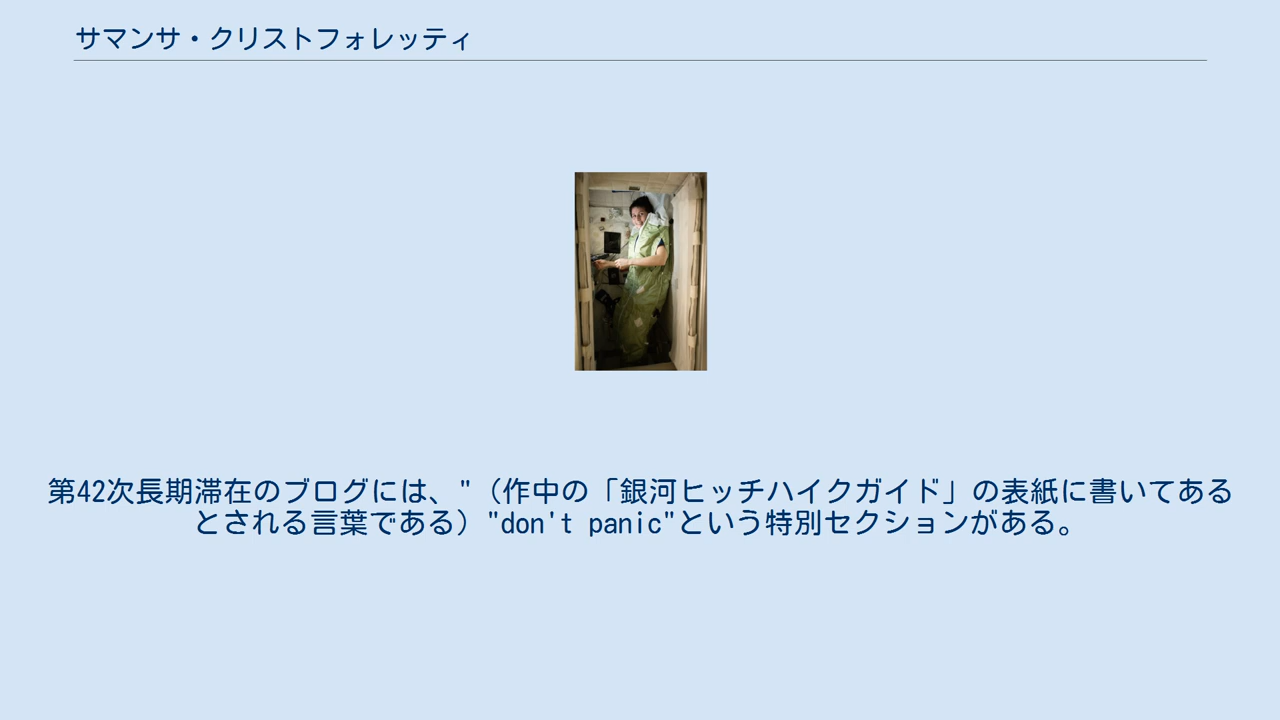 サマンサ・クリストフォレッティ
第42次長期滞在のブログには、"（作中の「銀河ヒッチハイクガイド」の表紙に書いてある
とされる言葉である）"don't panic"という特別セクションがある。